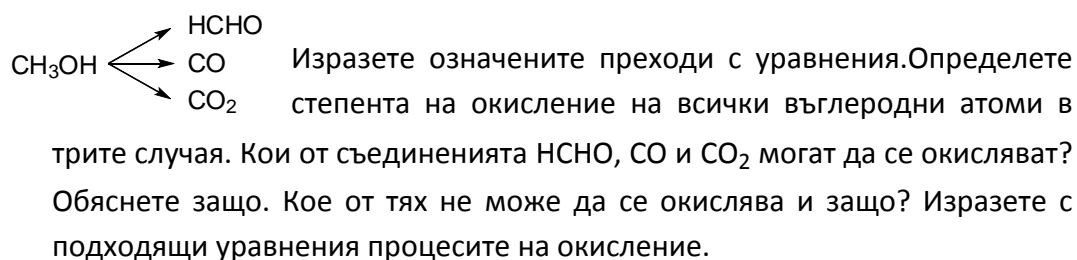 HCHO
CH₃OH CO Изразете означените преходи с уравнения.Определете
CO₂ степента на окисление на всички въглеродни атоми в
трите случая. Кои от съединенията HCHO, CO и CO₂ могат да се окисляват?
Обяснете защо. Кое от тях не може да се окислява и защо? Изразете с
подходящи уравнения процесите на окисление.